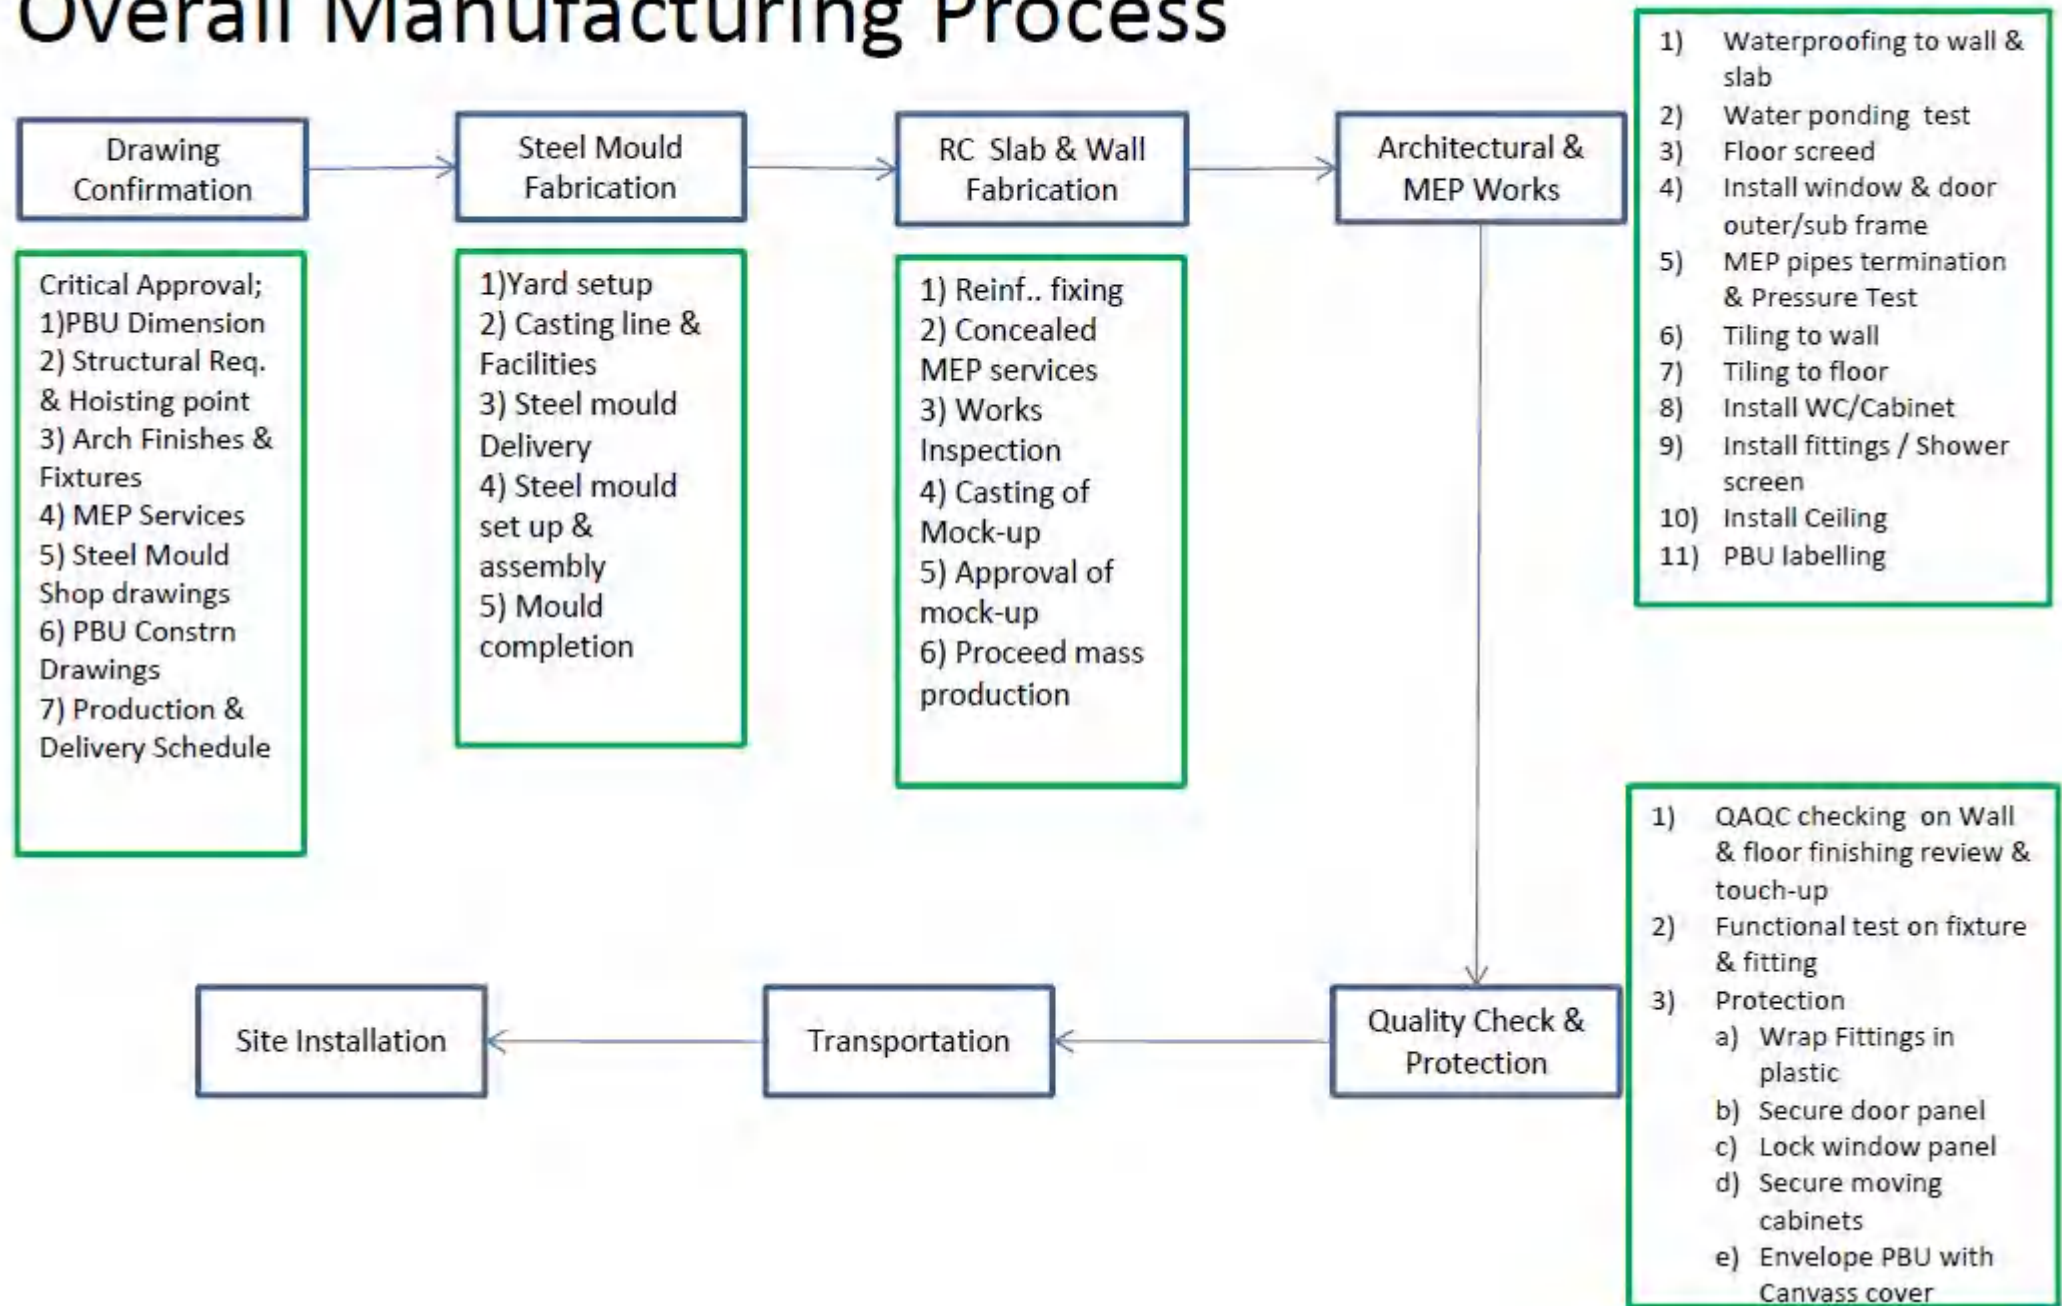 Overall Manufacturing Process
Drawing
Confirmation
Steel Mould
Fabrication
RC Slab & Wall
Fabrication
Architectural &
MEP Works
Critical Approval;
1)PBU Dimension
2) Structural Req.
& Hoisting point
3) Arch Finishes &
Fixtures
4) MEP Services
5) Steel Mould
Shop drawings
6) PBU Constrn
Drawings
7) Production &
Delivery Schedule
1)Yard setup
2) Casting line &
Facilities
3) Steel mould
Delivery
4) Steel mould
set up &
assembly
5) Mould
completion
1) Reinf.. fixing
2) Concealed
MEP services
3) Works
Inspection
4) Casting of
Mock-up
5) Approval of
mock-up
6) Proceed mass
production
1) Waterproofing to wall &
slab
2) Water ponding test
3) Floor screed
4) Install window & door
outer/sub frame
5) MEP pipes termination
& Pressure Test
6) Tiling to wall
7) Tiling to floor
8) Install WC/Cabinet
9) Install fittings / Shower
screen
10) Install Ceiling
11) PBU labelling
Site Installation
Transportation
Quality Check &
Protection
1) QAQC checking on Wall
& floor finishing review &
touch-up
2) Functional test on fixture
& fitting
3) Protection
a) Wrap Fittings in
plastic
b) Secure door panel
c) Lock window panel
d) Secure moving
cabinets
e) Envelope PBU with
Canvass cover